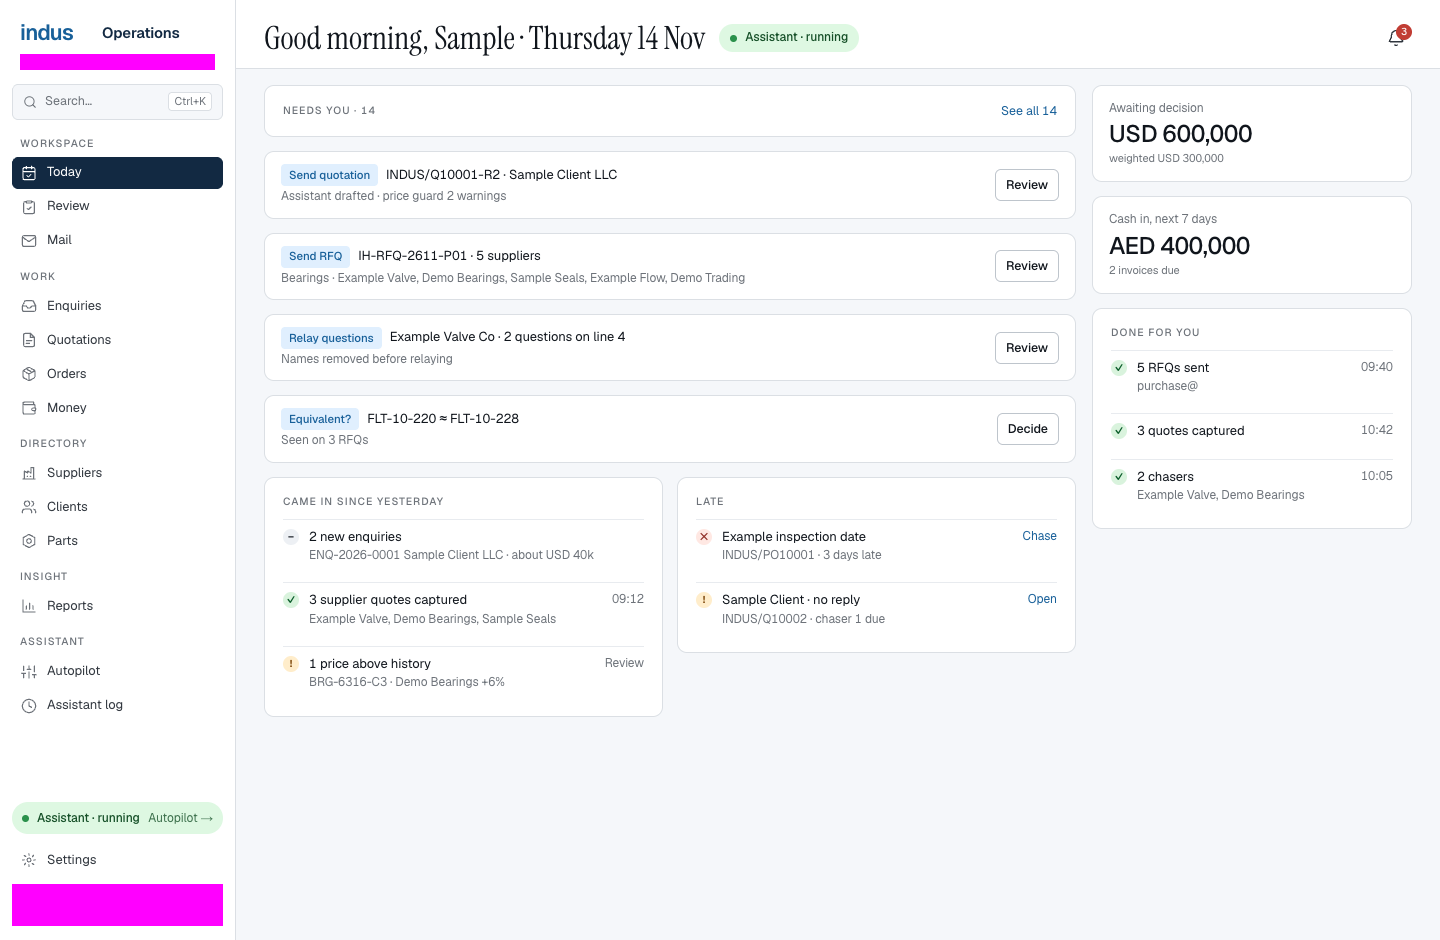 indus Operations
Search... Ctrl+K
WORKSPACE
Today
Review
Mail
WORK
Enquiries
Quotations
Orders
Money
DIRECTORY
Suppliers
Clients
Parts
INSIGHT
Reports
ASSISTANT
Autopilot
Assistant log
Assistant · running Autopilot →
Settings
Good morning, Sample · Thursday 14 Nov
Assistant · running
3
NEEDS YOU · 14 See all 14
Send quotation INDUS/Q10001-R2 · Sample Client LLC
Assistant drafted · price guard 2 warnings
Review
Send RFQ IH-RFQ-2611-P01 · 5 suppliers
Bearings · Example Valve, Demo Bearings, Sample Seals, Example Flow, Demo Trading
Review
Relay questions Example Valve Co · 2 questions on line 4
Names removed before relaying
Review
Equivalent? FLT-10-220 ≈ FLT-10-228
Seen on 3 RFQs
Decide
CAME IN SINCE YESTERDAY
2 new enquiries
ENQ-2026-0001 Sample Client LLC · about USD 40k
3 supplier quotes captured 09:12
Example Valve, Demo Bearings, Sample Seals
1 price above history Review
BRG-6316-C3 · Demo Bearings +6%
LATE
Example inspection date Chase
INDUS/PO10001 · 3 days late
Sample Client · no reply Open
INDUS/Q10002 · chaser 1 due
Awaiting decision
USD 600,000
weighted USD 300,000
Cash in, next 7 days
AED 400,000
2 invoices due
DONE FOR YOU
5 RFQs sent 09:40
purchase@
3 quotes captured 10:42
2 chasers 10:05
Example Valve, Demo Bearings